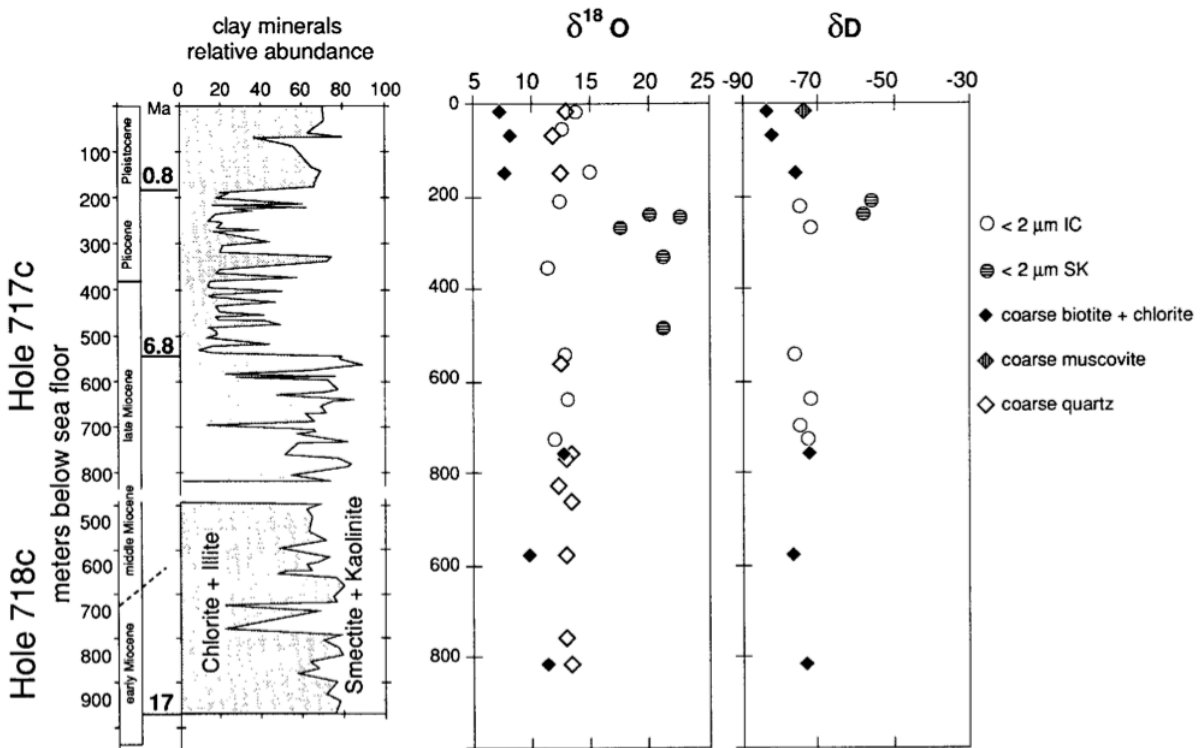 clay minerals
relative abundance
0 20 40 60 80 100
Ma
Pleistocene
0.8
Pliocene
6.8
late Miocene
middle Miocene
early Miocene
17
100
200
300
400
500
600
700
800
500
600
700
800
900
Hole 717c
Hole 718c
meters below sea floor
Chlorite + Illite
Smectite + Kaolinite
δ18 O
5 10 15 20 25
0
200
400
600
800
600
800
δD
-90 -70 -50 -30
< 2 μm IC
< 2 μm SK
coarse biotite + chlorite
coarse muscovite
coarse quartz